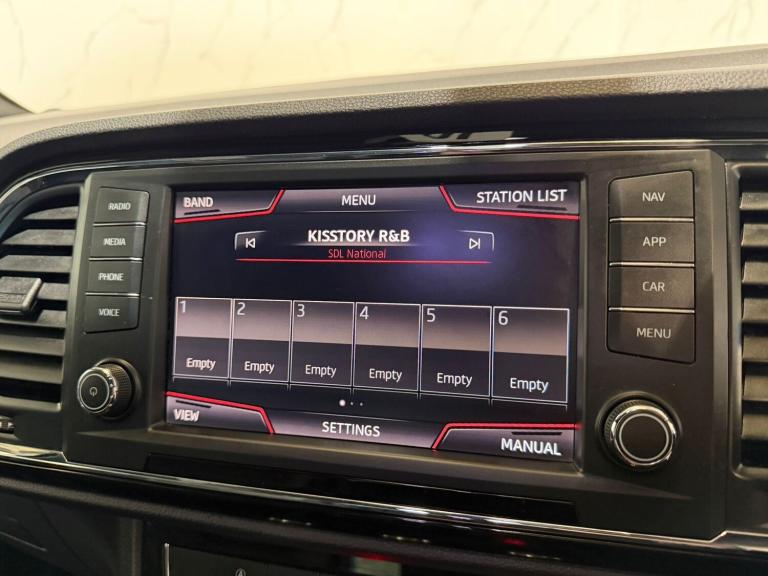 RADIO
MEDIA
PHONE
VOICE
BAND
MENU
STATION LIST
KISSTORY R&B
SDL National
1 2 3 4 5 6
Empty Empty Empty Empty Empty Empty
VIEW
SETTINGS
MANUAL
NAV
APP
CAR
MENU